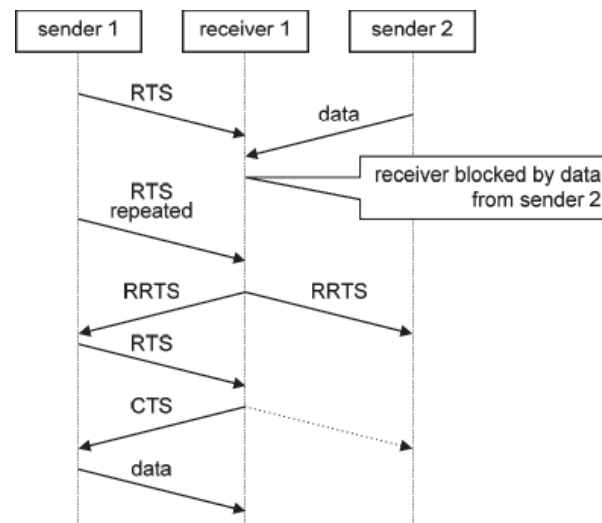 sender 1
receiver 1
sender 2
RTS
data
receiver blocked by data
from sender 2
RTS
repeated
RRTS
RRTS
RTS
CTS
data